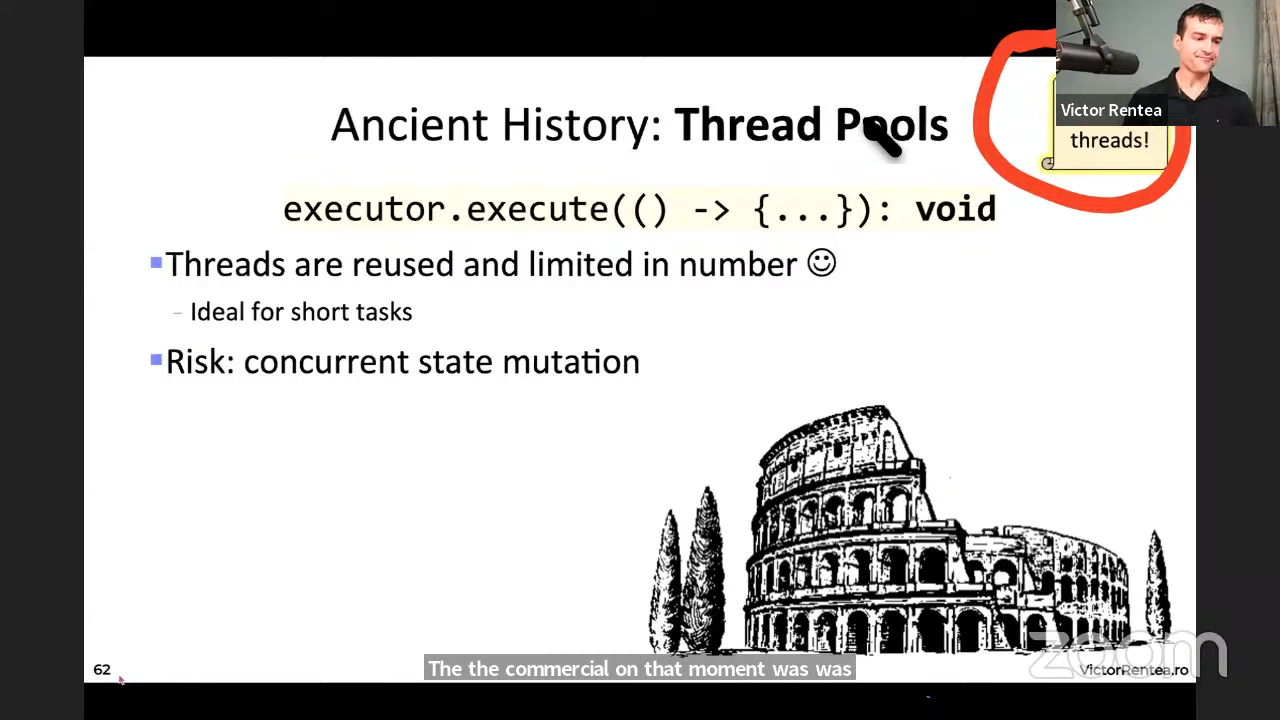 Victor Rentea
Ancient History: Thread Pools
threads!
executor.execute(() -> {...}): void
Threads are reused and limited in number ☺
– Ideal for short tasks
Risk: concurrent state mutation
The the commercial on that moment was was
62
VictorRentea.ro
zoom